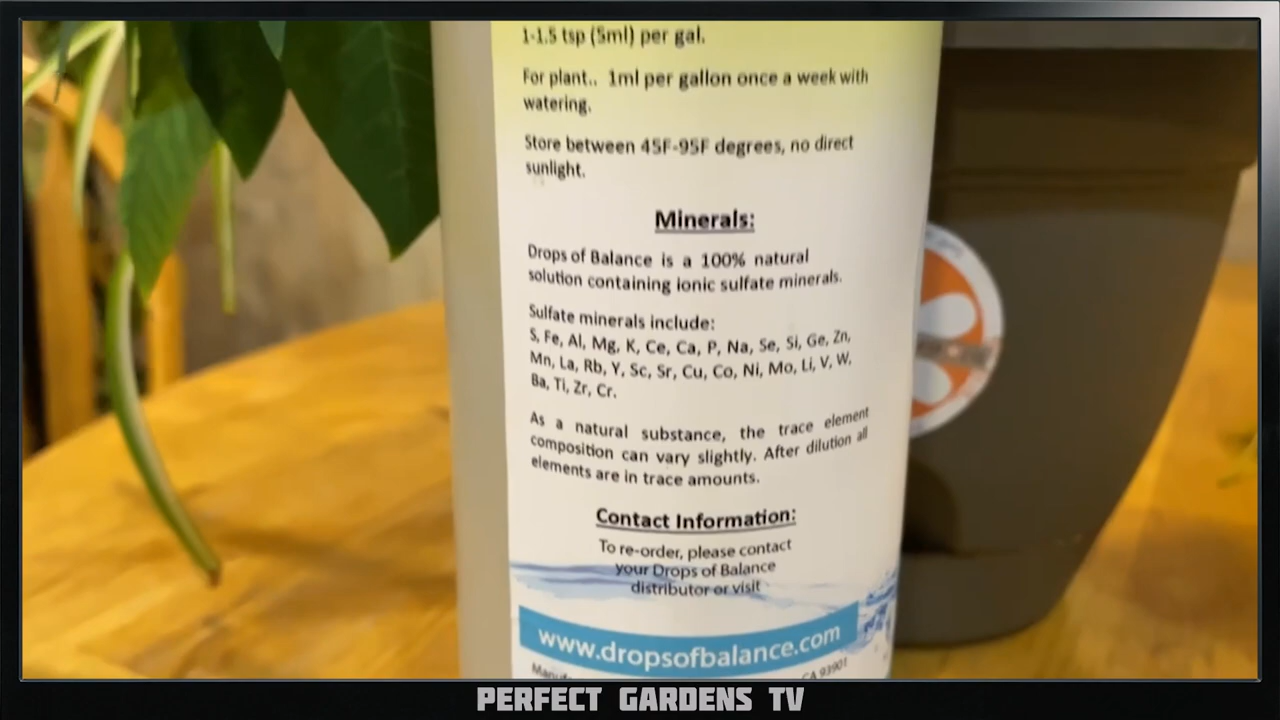 1-1.5 tsp (5ml) per gal.
For plant.. 1ml per gallon once a week with
watering.
Store between 45F-95F degrees, no direct
sunlight.
Minerals:
Drops of Balance is a 100% natural
solution containing ionic sulfate minerals.
Sulfate minerals include:
S, Fe, Al, Mg, K, Ce, Ca, P, Na, Se, Si, Ge, Zn,
Mn, La, Rb, Y, Sc, Sr, Cu, Co, Ni, Mo, Li, V, W,
Ba, Ti, Zr, Cr.
As a natural substance, the trace element
composition can vary slightly. After dilution all
elements are in trace amounts.
Contact Information:
To re-order, please contact
your Drops of Balance
distributor or visit
www.dropsofbalance.com
CA 93901
PERFECT GARDENS TV